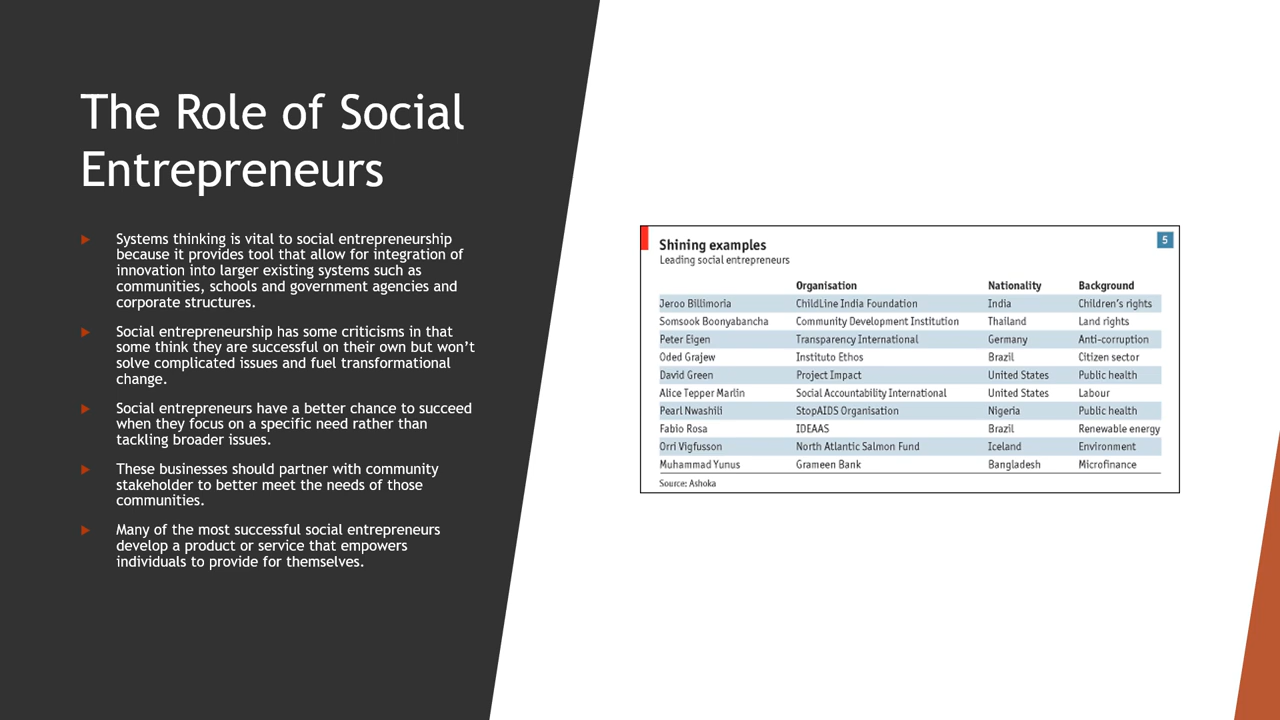 The Role of Social
Entrepreneurs
Systems thinking is vital to social entrepreneurship
because it provides tool that allow for integration of
innovation into larger existing systems such as
communities, schools and government agencies and
corporate structures.
Social entrepreneurship has some criticisms in that
some think they are successful on their own but won't
solve complicated issues and fuel transformational
change.
Social entrepreneurs have a better chance to succeed
when they focus on a specific need rather than
tackling broader issues.
These businesses should partner with community
stakeholder to better meet the needs of those
communities.
Many of the most successful social entrepreneurs
develop a product or service that empowers
individuals to provide for themselves.
Shining examples 5
Leading social entrepreneurs
Organisation Nationality Background
Jeroo Billimoria ChildLine India Foundation India Children's rights
Somsook Boonyabancha Community Development Institution Thailand Land rights
Peter Eigen Transparency International Germany Anti-corruption
Oded Grajew Instituto Ethos Brazil Citizen sector
David Green Project Impact United States Public health
Alice Tepper Marlin Social Accountability International United States Labour
Pearl Nwashili StopAIDS Organisation Nigeria Public health
Fabio Rosa IDEAAS Brazil Renewable energy
Orri Vigfusson North Atlantic Salmon Fund Iceland Environment
Muhammad Yunus Grameen Bank Bangladesh Microfinance
Source: Ashoka